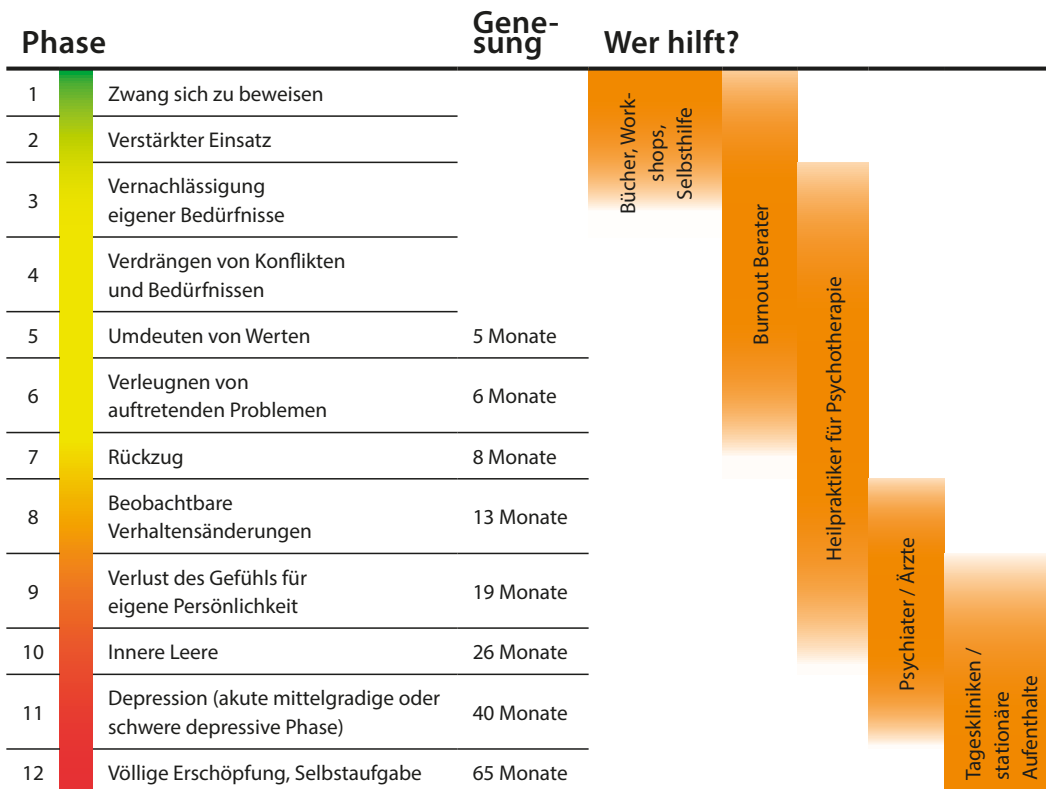 Phase
Gene-
sung
Wer hilft?
1
Zwang sich zu beweisen
2
Verstärkter Einsatz
3
Vernachlässigung
eigener Bedürfnisse
4
Verdrängen von Konflikten
und Bedürfnissen
5
Umdeuten von Werten
5 Monate
6
Verleugnen von
auftretenden Problemen
6 Monate
7
Rückzug
8 Monate
8
Beobachtbare
Verhaltensänderungen
13 Monate
9
Verlust des Gefühls für
eigene Persönlichkeit
19 Monate
10
Innere Leere
26 Monate
11
Depression (akute mittelgradige oder
schwere depressive Phase)
40 Monate
12
Völlige Erschöpfung, Selbstaufgabe
65 Monate
Bücher, Work-
shops,
Selbsthilfe
Burnout Berater
Heilpraktiker für Psychotherapie
Psychiater / Ärzte
Tageskliniken /
stationäre
Aufenthalte